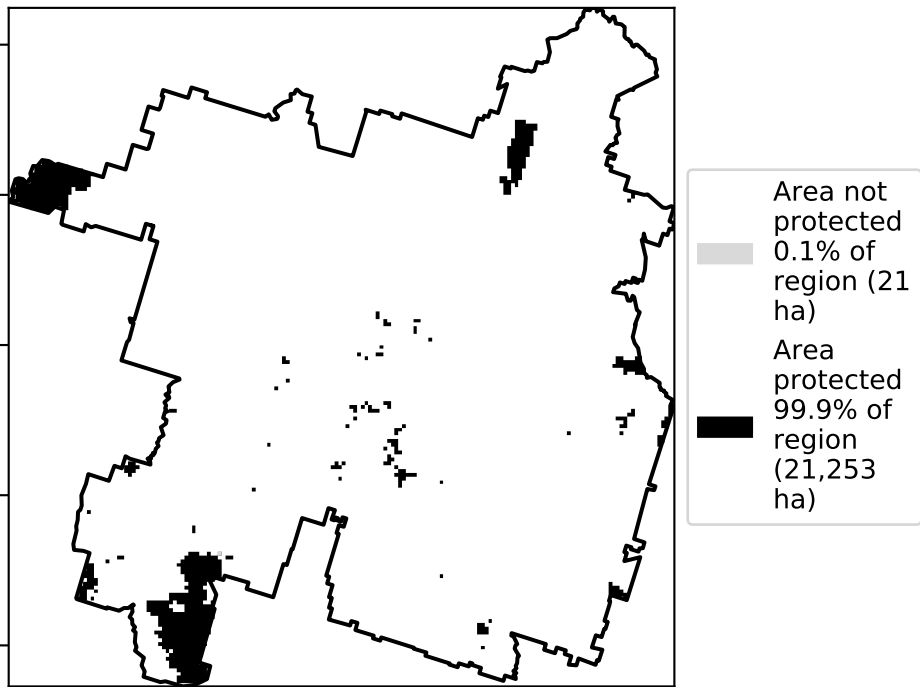 Area not
protected
0.1% of
region (21
ha)
Area
protected
99.9% of
region
(21,253
ha)